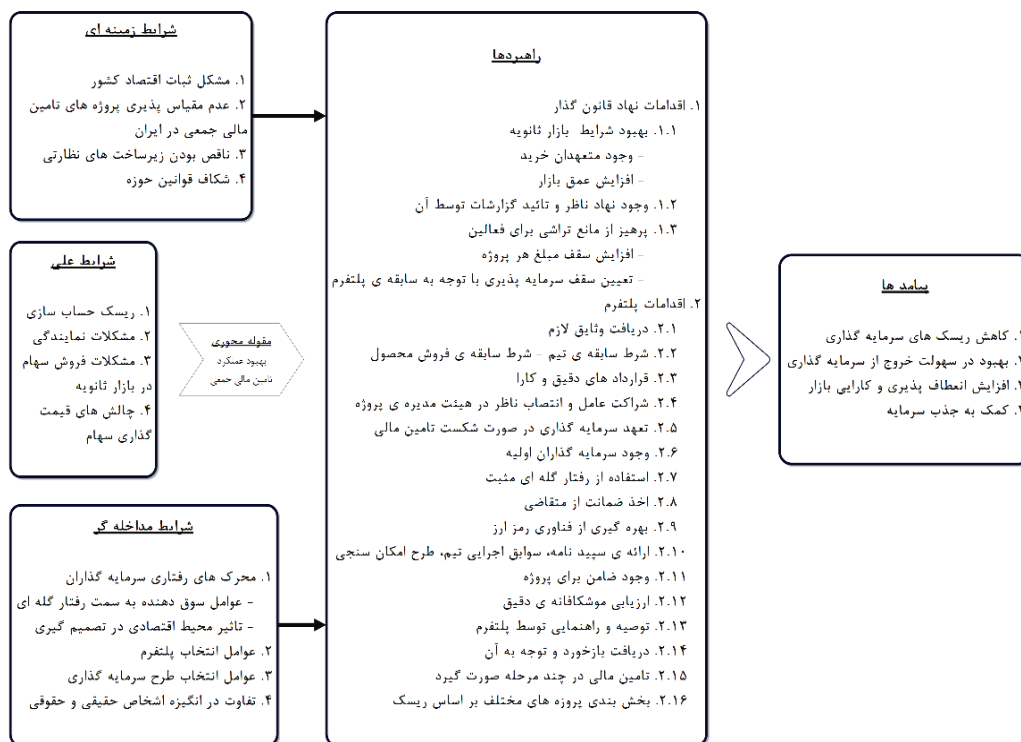 شرایط زمینه ای
۱. مشکل ثبات اقتصاد کشور
۲. عدم مقیاس پذیری پروژه های تامین
مالی جمعی در ایران
۳. ناقص بودن زیرساخت های نظارتی
۴. شکاف قوانین حوزه
شرایط علی
۱. ریسک حساب سازی
۲. مشکلات نمایندگی
۳. مشکلات فروش سهام
در بازار ثانویه
۴. چالش های قیمت
گذاری سهام
شرایط مداخله گر
۱. محرک های رفتاری سرمایه گذاران
- عوامل سوق دهنده به سمت رفتار گله ای
- تاثیر محیط اقتصادی در تصمیم گیری
۲. عوامل انتخاب پلتفرم
۳. عوامل انتخاب طرح سرمایه گذاری
۴. تفاوت در انگیزه اشخاص حقیقی و حقوقی
مقوله محوری
بهبود عملکرد
تامین مالی جمعی
راهبردها
۱. اقدامات نهاد قانون گذار
۱.۱. بهبود شرایط بازار ثانویه
- وجود متعهدان خرید
- افزایش عمق بازار
۱.۲. وجود نهاد ناظر و تائید گزارشات توسط آن
۱.۳. پرهیز از مانع تراشی برای فعالین
- افزایش سقف مبلغ هر پروژه
- تعیین سقف سرمایه پذیری با توجه به سابقه ی پلتفرم
۲. اقدامات پلتفرم
۲.۱. دریافت وثایق لازم
۲.۲. شرط سابقه ی تیم - شرط سابقه ی فروش محصول
۲.۳. قرارداد های دقیق و کارا
۲.۴. شراکت عامل و انتصاب ناظر در هیئت مدیره ی پروژه
۲.۵. تعهد سرمایه گذاری در صورت شکست تامین مالی
۲.۶. وجود سرمایه گذاران اولیه
۲.۷. استفاده از رفتار گله ای مثبت
۲.۸. اخذ ضمانت از متقاضی
۲.۹. بهره گیری از فناوری رمز ارز
۲.۱۰. ارائه ی سپید نامه، سوابق اجرایی تیم، طرح امکان سنجی
۲.۱۱. وجود ضامن برای پروژه
۲.۱۲. ارزیابی موشکافانه ی دقیق
۲.۱۳. توصیه و راهنمایی توسط پلتفرم
۲.۱۴. دریافت بازخورد و توجه به آن
۲.۱۵. تامین مالی در چند مرحله صورت گیرد
۲.۱۶. بخش بندی پروزه های مختلف بر اساس ریسک
پیامد ها
کاهش ریسک های سرمایه گذاری
بهبود در سهولت خروج از سرمایه گذاری
افزایش انعطاف پذیری و کارایی بازار
کمک به جذب سرمایه